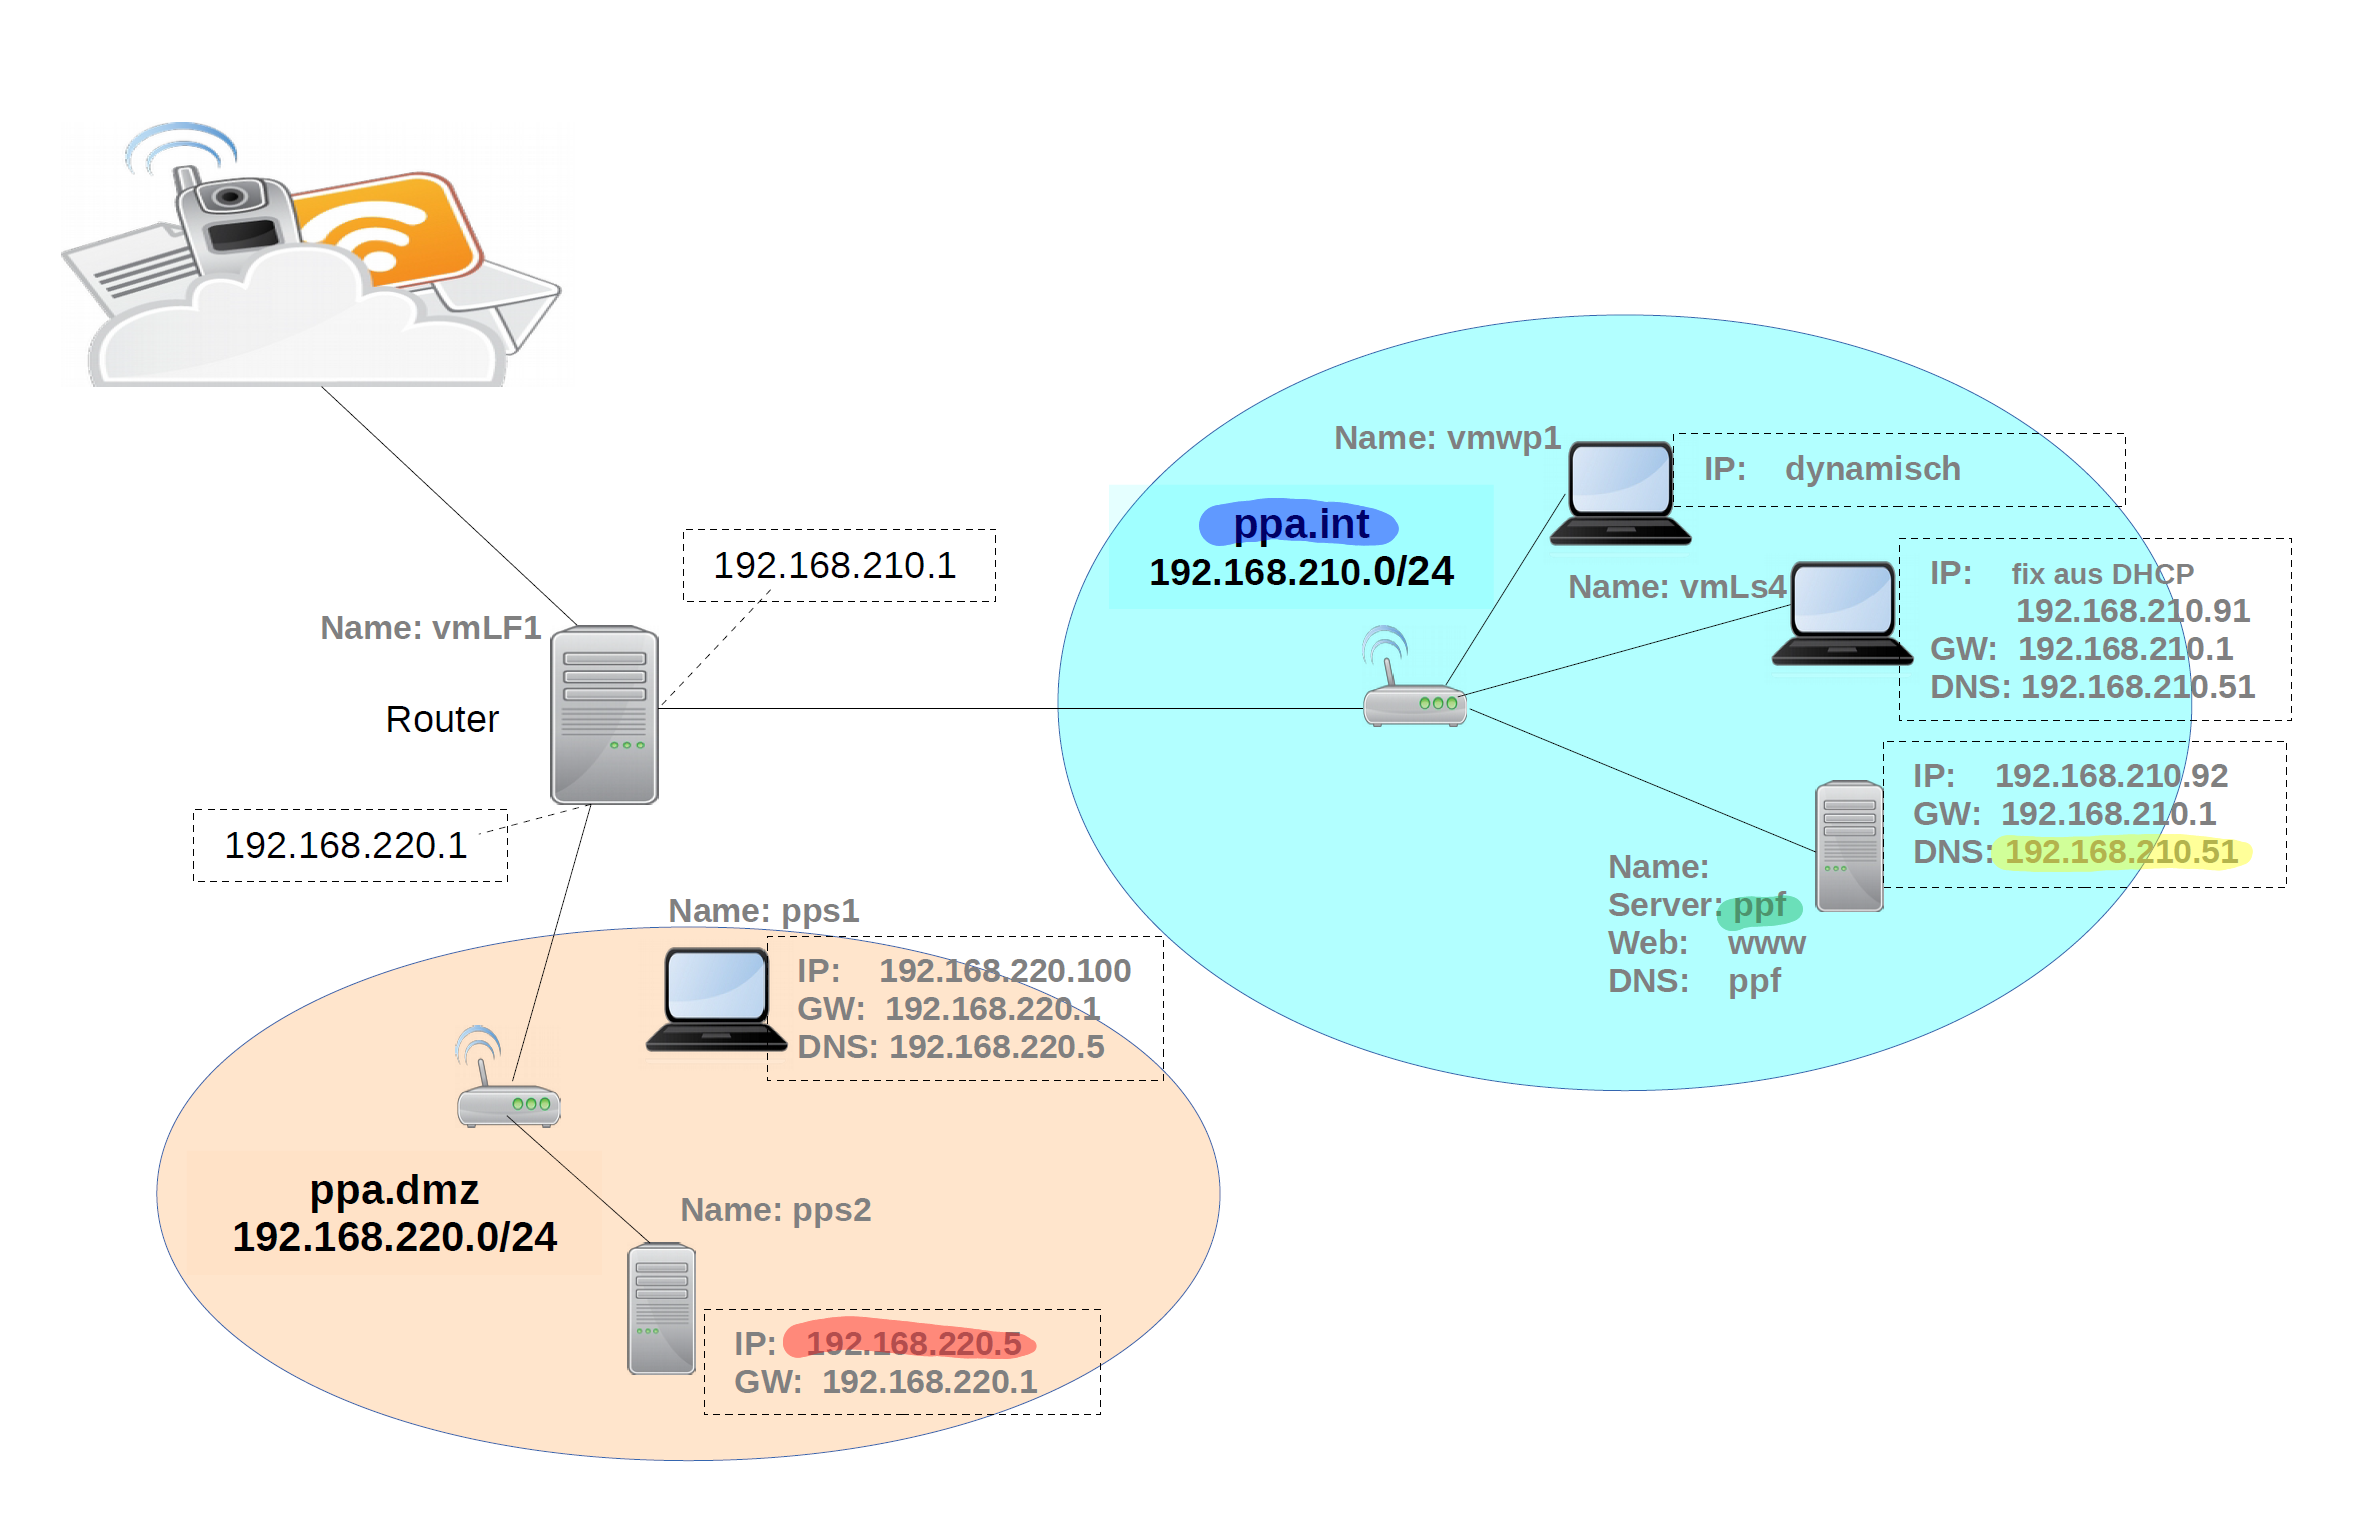 Name: vmwp1
IP: dynamisch
ppa.int
192.168.210.0/24
192.168.210.1
Name: vmLs4
IP: fix aus DHCP
192.168.210.91
GW: 192.168.210.1
DNS: 192.168.210.51
Name: vmLF1
Router
192.168.220.1
IP: 192.168.210.92
GW: 192.168.210.1
DNS: 192.168.210.51
Name:
Server: ppf
Web: www
DNS: ppf
Name: pps1
IP: 192.168.220.100
GW: 192.168.220.1
DNS: 192.168.220.5
ppa.dmz
192.168.220.0/24
Name: pps2
IP: 192.168.220.5
GW: 192.168.220.1